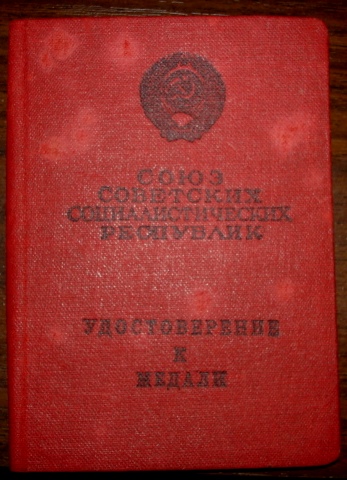 СОЮЗ
СОВЕТСКИХ
СОЦИАЛИСТИЧЕСКИХ
РЕСПУБЛИК
УДОСТОВЕРЕНИЕ
К
МЕДАЛИ